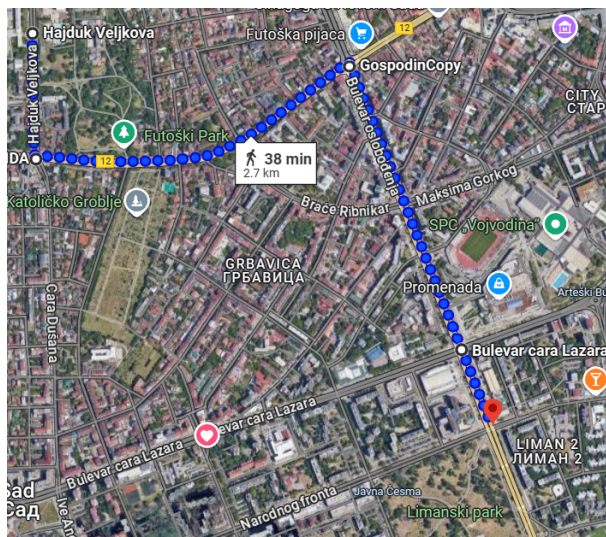 Hajduk Veljkova
Futoška pijaca
12
GospodinCopy
Hajduk Veljkova
CITY
СТАР
Futoški Park
12
38 min
2.7 km
Bulevar oslobođenja
Maksima Gorkog
Katoličko Groblje
Braće Ribnikar
SPC „Vojvodina“
GRBAVICA
ГРБАВИЦА
Promenada
Arteški Bu
Cara Dušana
Bulevar cara Lazara
evar cara Lazara
Bulevar cara Lazara
LIMAN 2
ЛИМАН 2
Sad
Сад
Javna Česma
Narodnog fronta
Limanski park